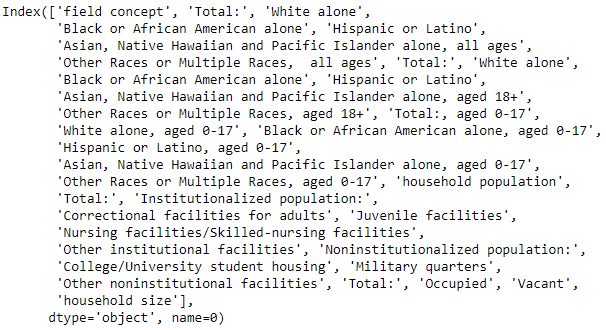 Index(['field concept', 'Total:', 'White alone',
'Black or African American alone', 'Hispanic or Latino',
'Asian, Native Hawaiian and Pacific Islander alone, all ages',
'Other Races or Multiple Races,  all ages', 'Total:', 'White alone',
'Black or African American alone', 'Hispanic or Latino',
'Asian, Native Hawaiian and Pacific Islander alone, aged 18+',
'Other Races or Multiple Races, aged 18+', 'Total:, aged 0-17',
'White alone, aged 0-17', 'Black or African American alone, aged 0-17',
'Hispanic or Latino, aged 0-17',
'Asian, Native Hawaiian and Pacific Islander alone, aged 0-17',
'Other Races or Multiple Races, aged 0-17', 'household population',
'Total:', 'Institutionalized population:',
'Correctional facilities for adults', 'Juvenile facilities',
'Nursing facilities/Skilled-nursing facilities',
'Other institutional facilities', 'Noninstitutionalized population:',
'College/University student housing', 'Military quarters',
'Other noninstitutional facilities', 'Total:', 'Occupied', 'Vacant',
'household size'],
dtype='object', name=0)